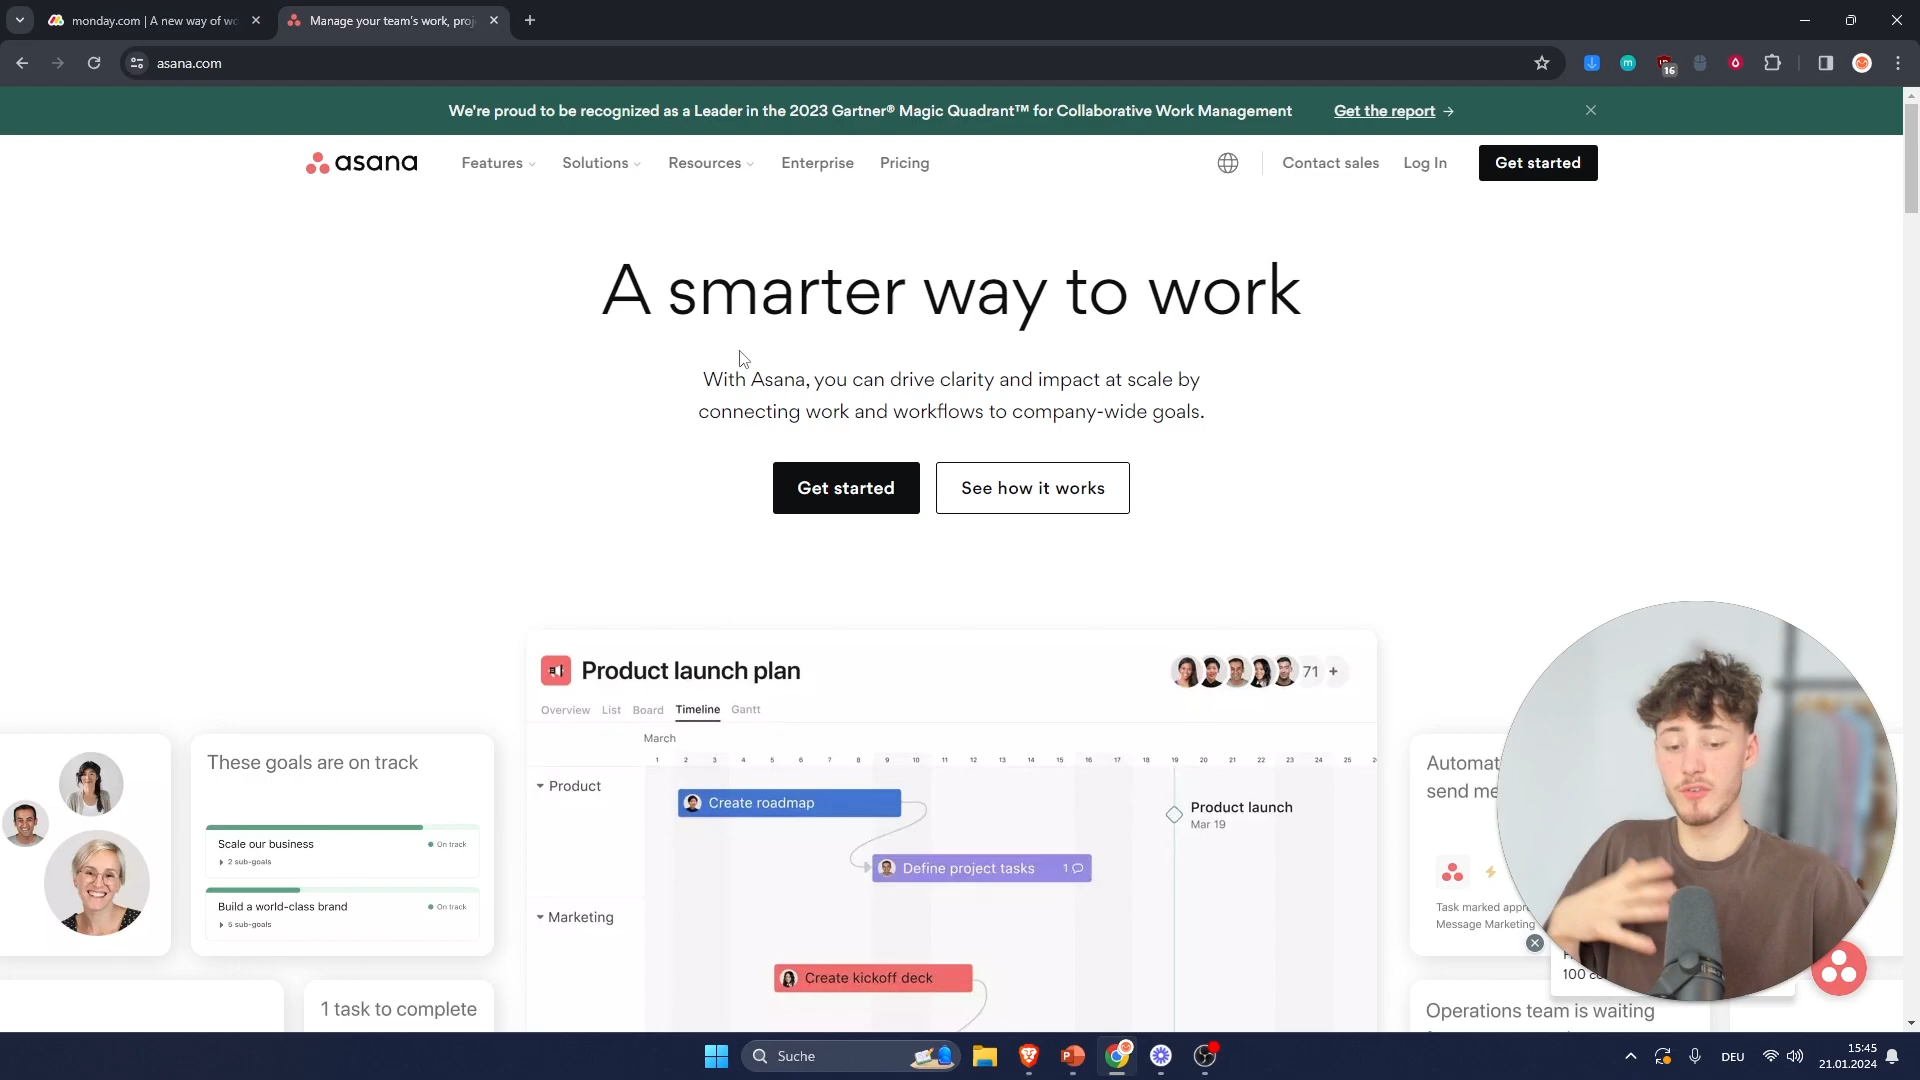 monday.com | A new way of wo
Manage your team's work, proj
asana.com
16
We're proud to be recognized as a Leader in the 2023 Gartner® Magic Quadrant™ for Collaborative Work Management
Get the report →
asana
Features
Solutions
Resources
Enterprise
Pricing
Contact sales
Log In
Get started
A smarter way to work
With Asana, you can drive clarity and impact at scale by
connecting work and workflows to company-wide goals.
Get started
See how it works
Product launch plan
71 +
Overview List Board Timeline Gantt
March
1 2 3 4 5 6 7 8 9 10 11 12 13 14 15 16 17 18 19 20 21 22 23 24 25
Product
Create roadmap
Product launch
Mar 19
Define project tasks 1
Marketing
Create kickoff deck
These goals are on track
Scale our business
On track
2 sub-goals
Build a world-class brand
On track
5 sub-goals
1 task to complete
Automat
send me
Task marked appr
Message Marketing
100
Operations team is waiting
Suche
DEU
15:45
21.01.2024